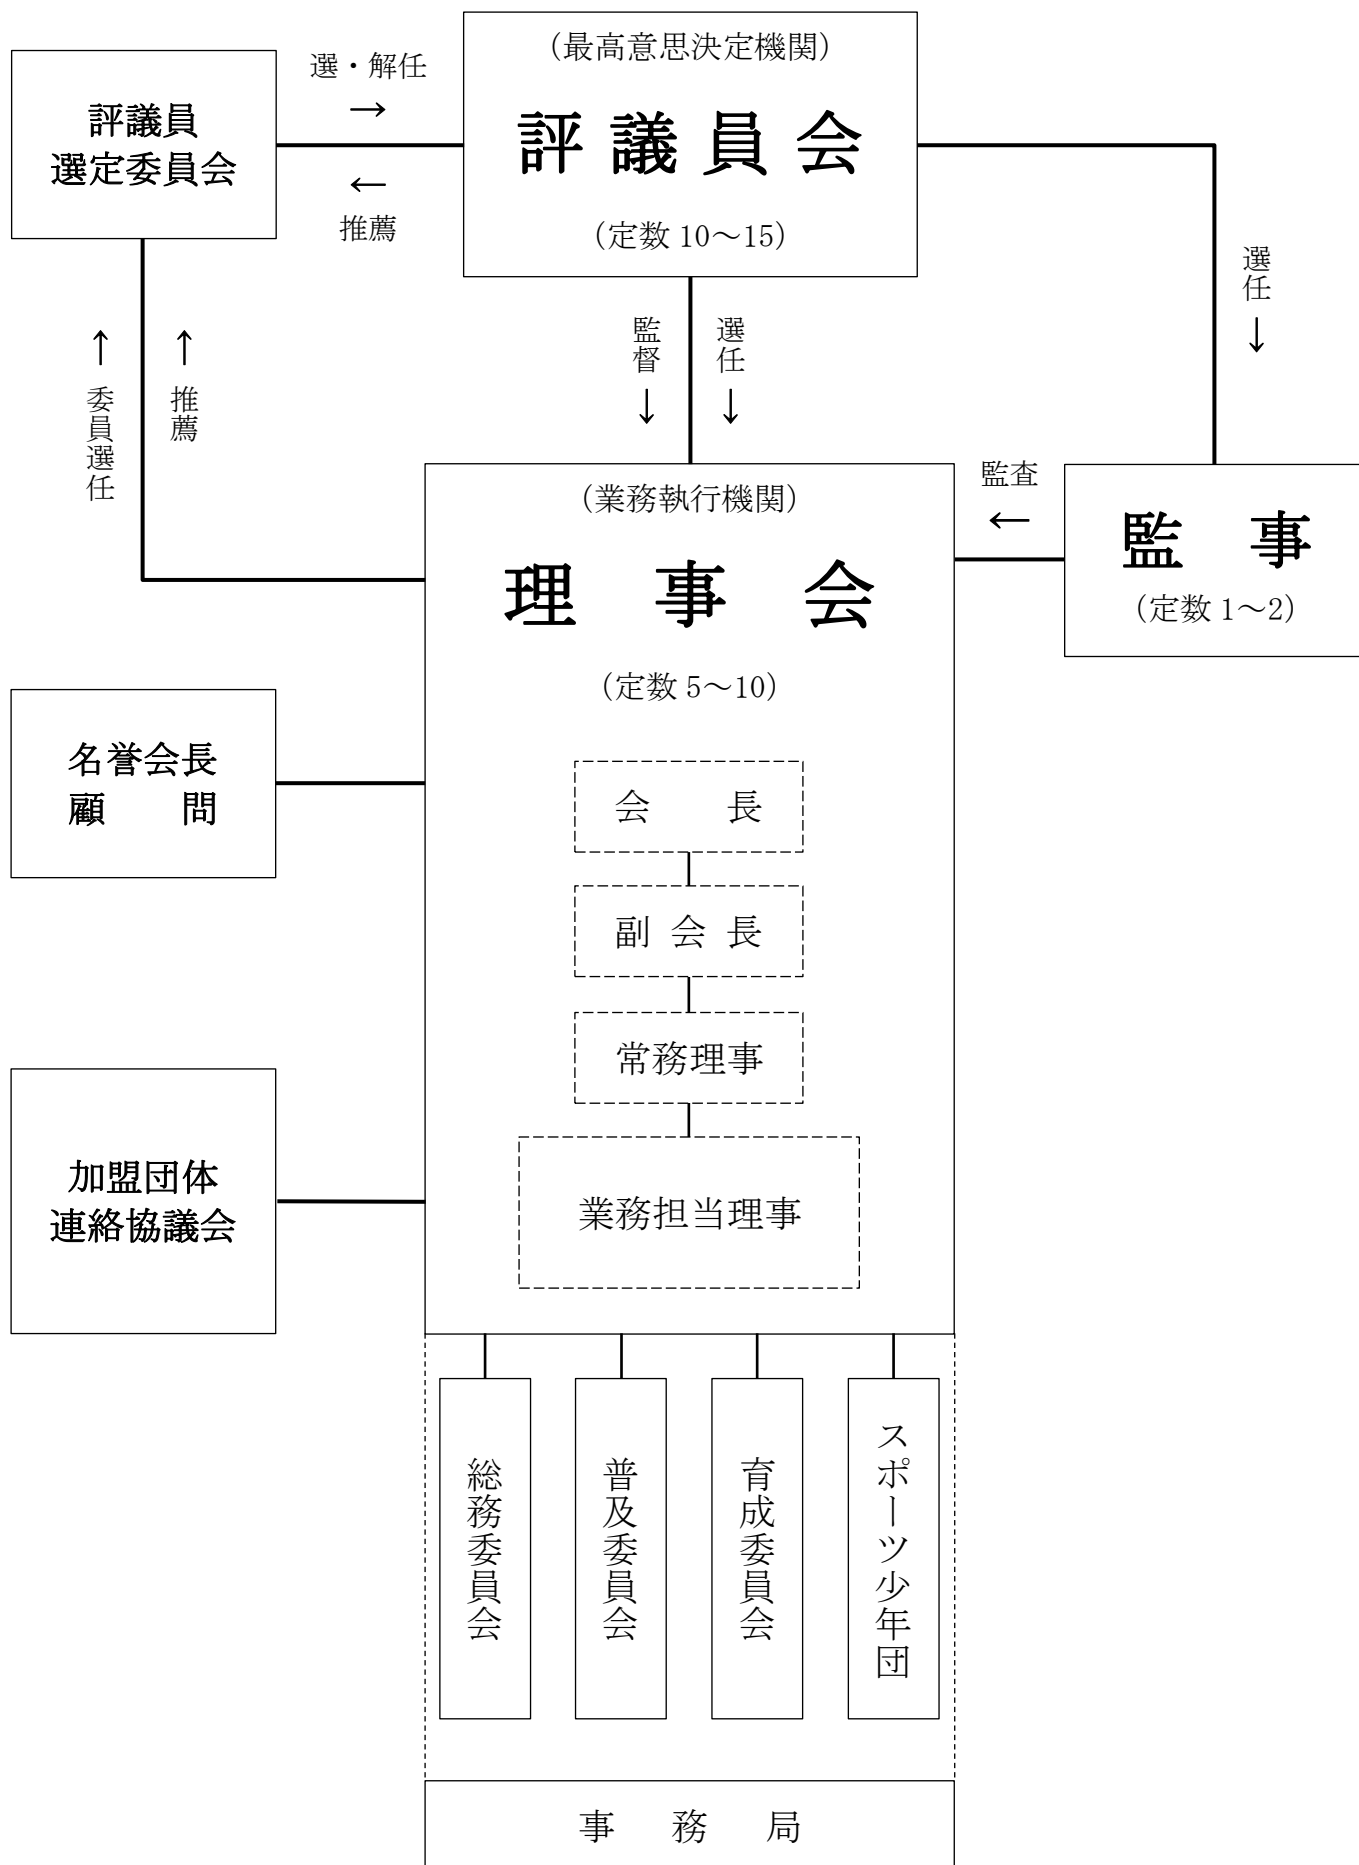 (最高意思決定機関)
評議員会
(定数 10～15)
評議員
選定委員会
選・解任
→
←
推薦
選任
↓
監督
↓
選任
↓
↑
委員選任
↑
推薦
(業務執行機関)
理事会
(定数 5～10)
監査
←
監事
(定数 1～2)
名誉会長
顧問
会長
副会長
常務理事
業務担当理事
加盟団体
連絡協議会
総務委員会
普及委員会
育成委員会
スポーツ少年団
事務局